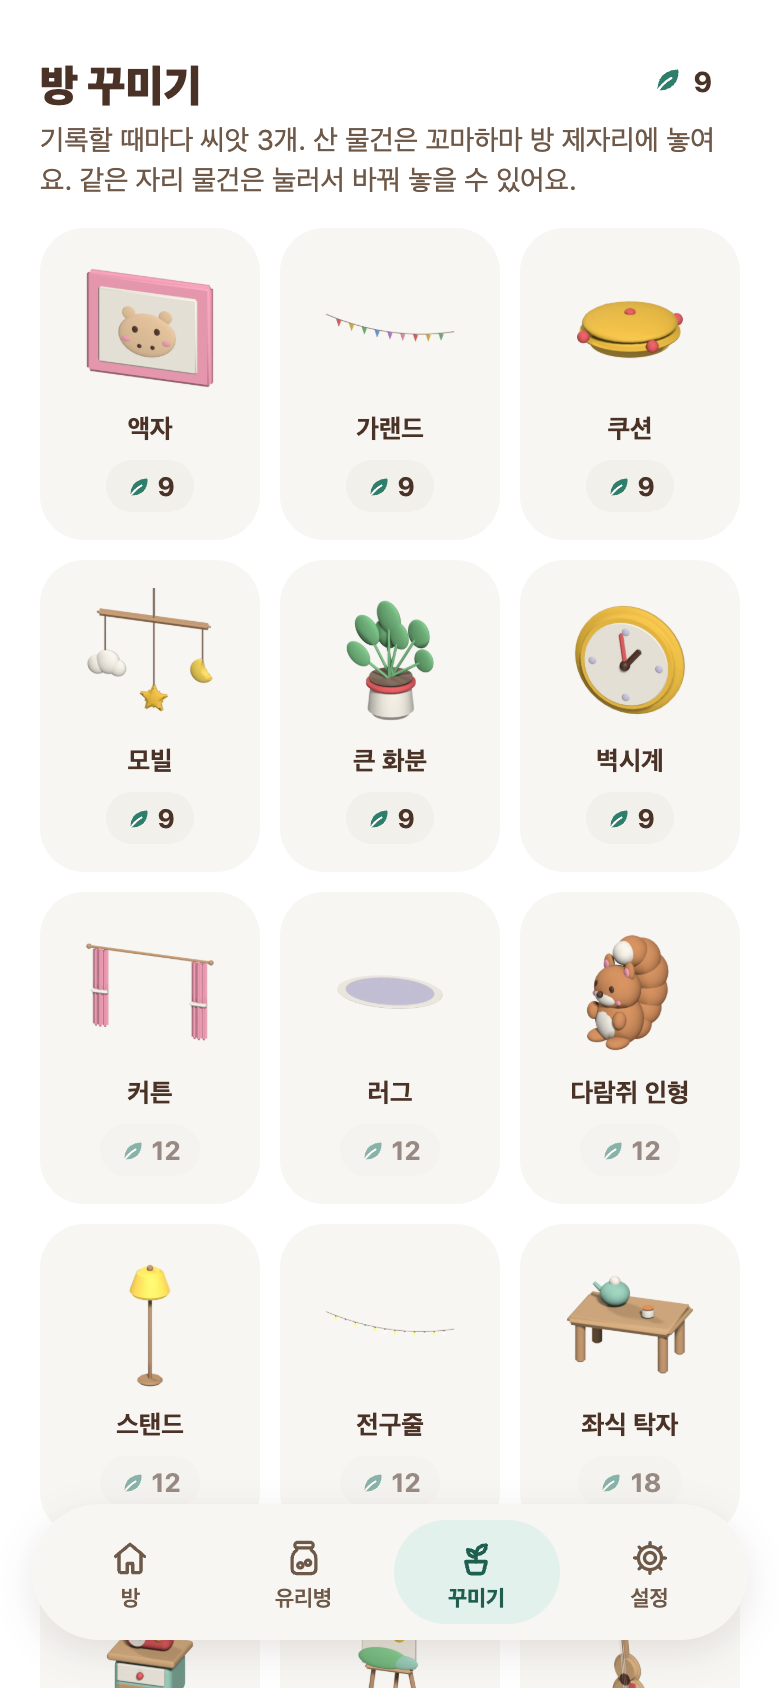 방 꾸미기
9
기록할 때마다 씨앗 3개. 산 물건은 꼬마하마 방 제자리에 놓여
요. 같은 자리 물건은 눌러서 바꿔 놓을 수 있어요.
액자
가랜드
쿠션
9
9
9
모빌
큰 화분
벽시계
9
9
9
커튼
러그
다람쥐 인형
12
12
12
스탠드
전구줄
좌식 탁자
12
12
18
방
유리병
꾸미기
설정